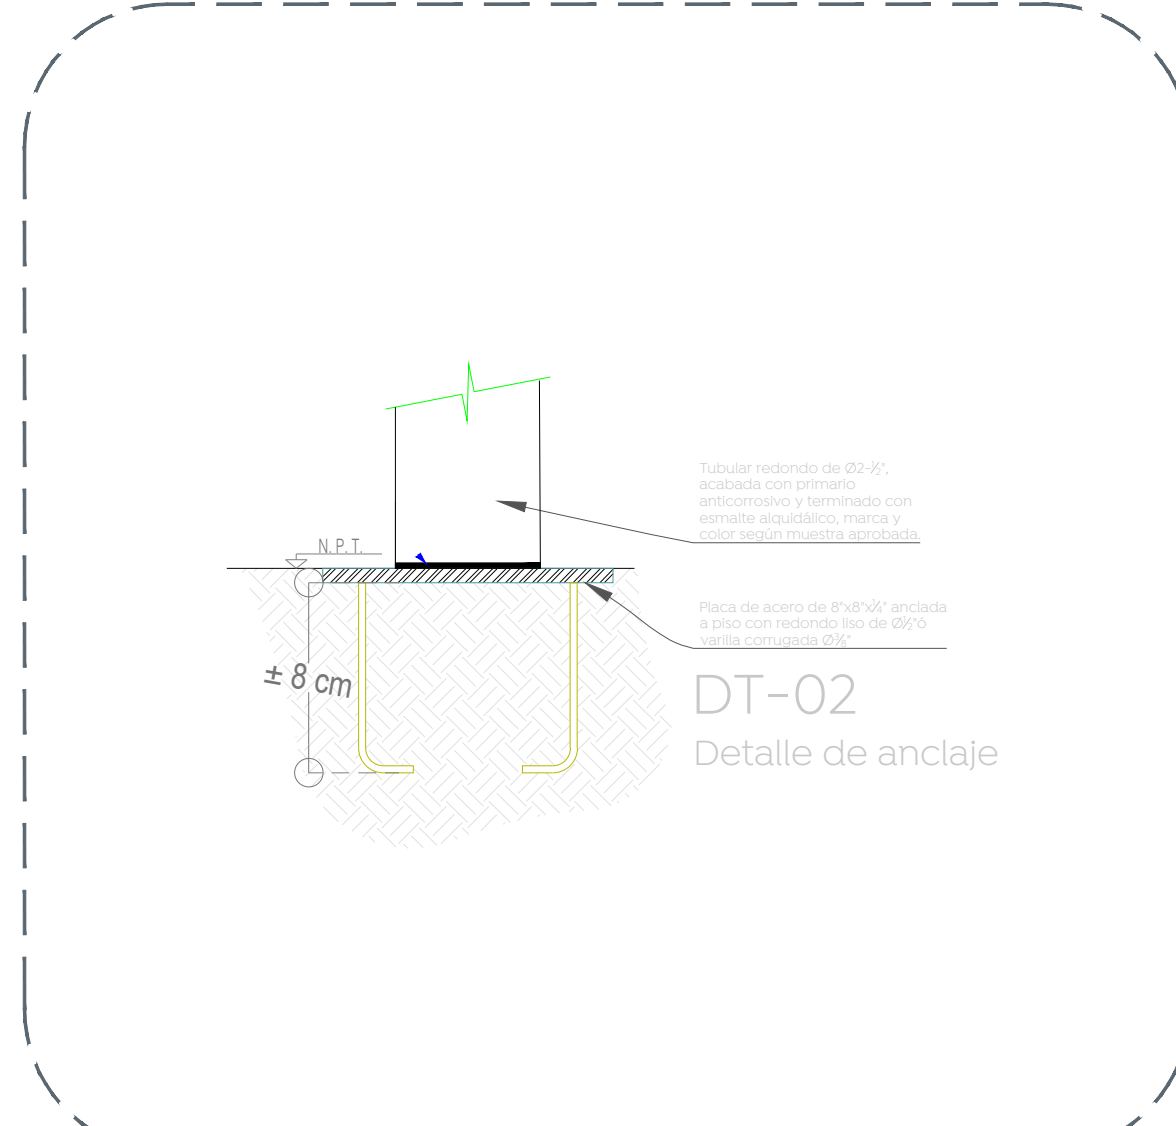 Tubular redondo de Ø2-½",
acabada con primario
anticorrosivo y terminado con
esmalte alquidálico, marca y
color según muestra aprobada.
N.P.T.
Placa de acero de 8"x8"x¼" anclada
a piso con redondo liso de Ø½"ó
varilla corrugada Ø⅜"
± 8 cm
DT-02
Detalle de anclaje